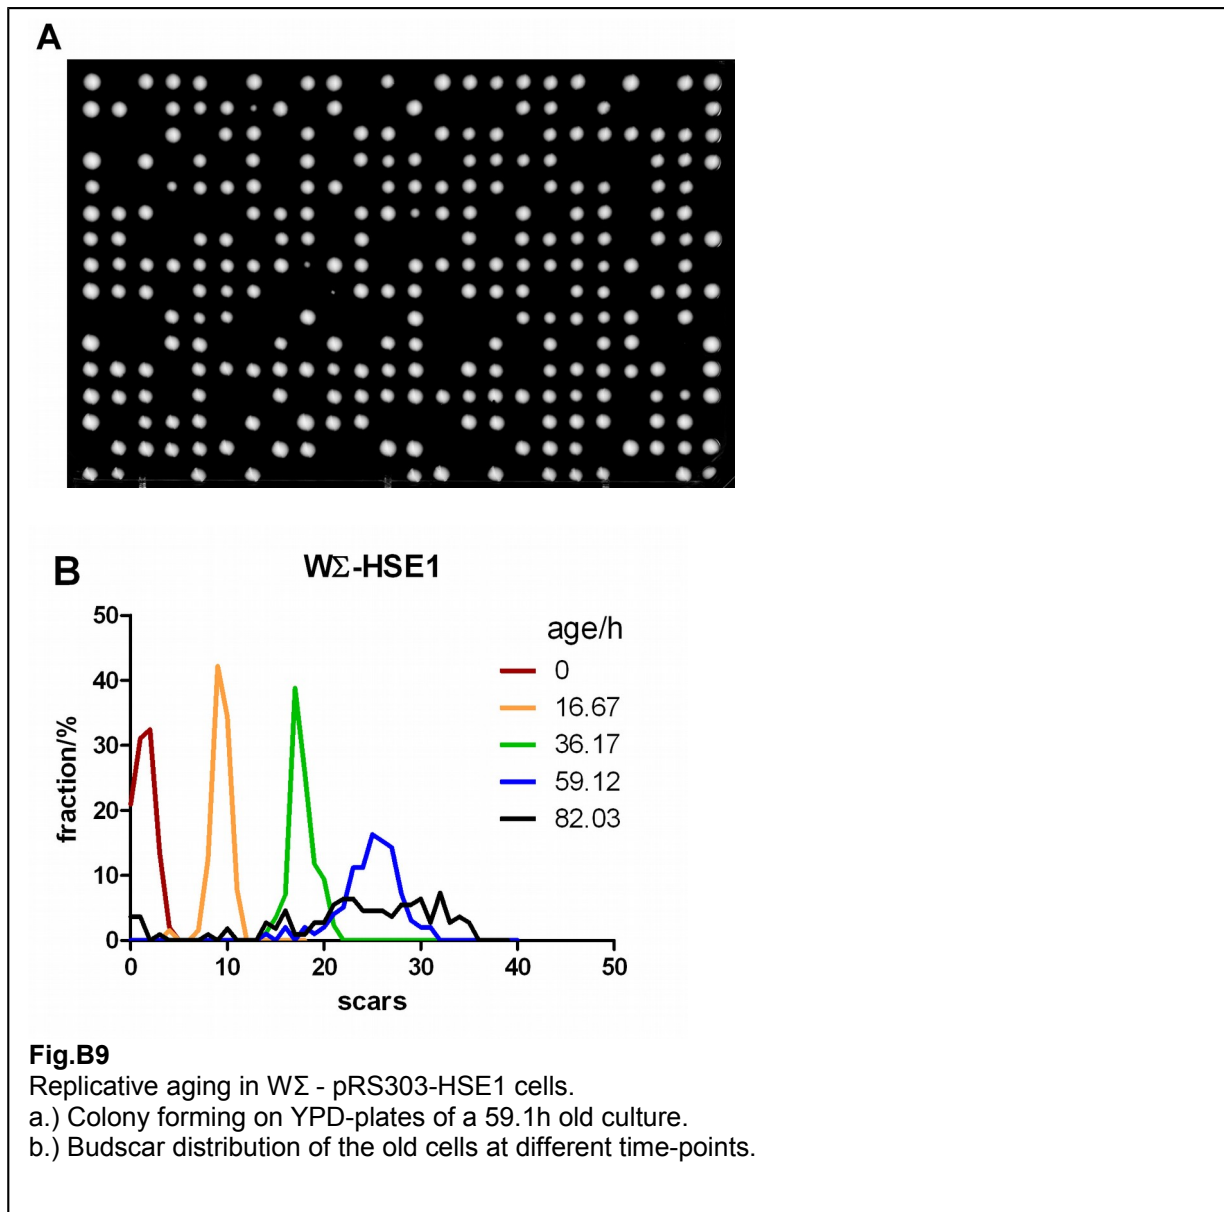 A
B
WΣ-HSE1
50
40
30
20
10
0
fraction/%
age/h
0
16.67
36.17
59.12
82.03
0 10 20 30 40 50
scars
Fig.B9
Replicative aging in WΣ - pRS303-HSE1 cells.
a.) Colony forming on YPD-plates of a 59.1h old culture.
b.) Budscar distribution of the old cells at different time-points.